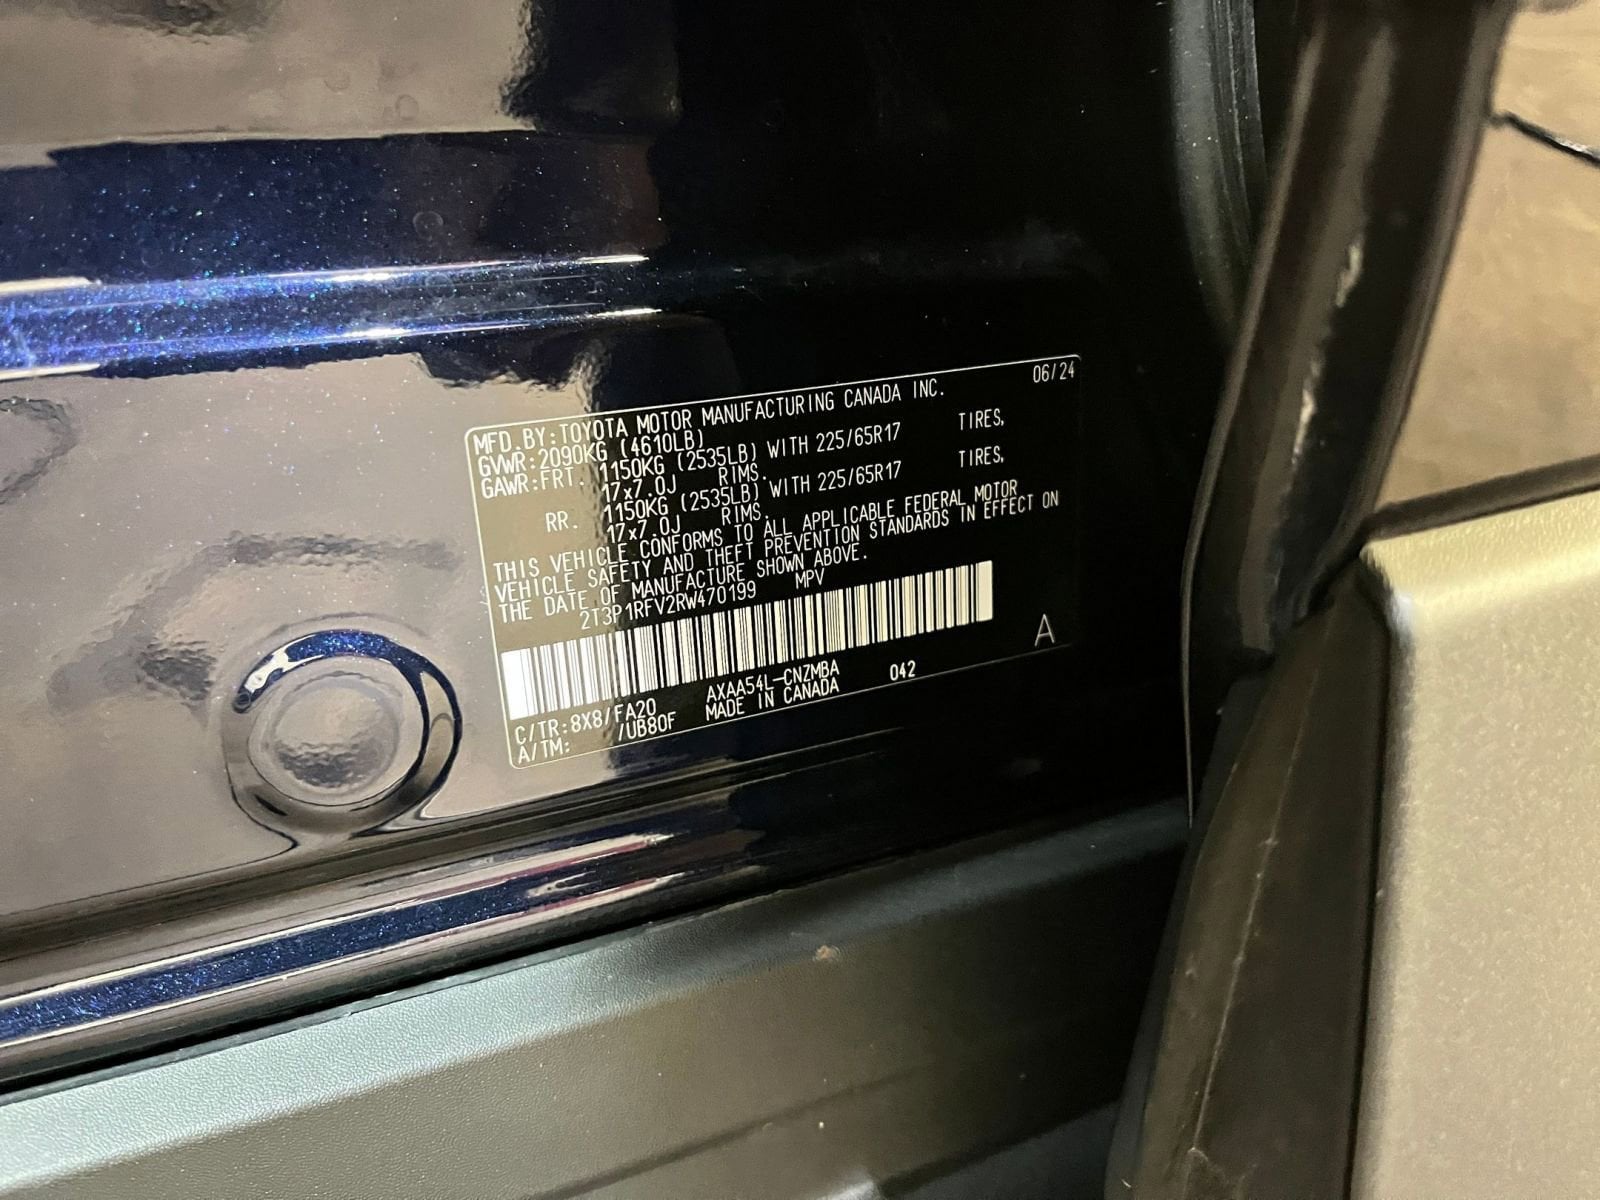 06/24
MFD.BY:TOYOTA MOTOR MANUFACTURING CANADA INC.
GVWR:2090KG (4610LB)
GAWR:FRT. 1150KG (2535LB) WITH 225/65R17 TIRES,
17x7.0J RIMS.
RR. 1150KG (2535LB) WITH 225/65R17 TIRES,
17x7.0J RIMS.
THIS VEHICLE CONFORMS TO ALL APPLICABLE FEDERAL MOTOR
VEHICLE SAFETY AND THEFT PREVENTION STANDARDS IN EFFECT ON
THE DATE OF MANUFACTURE SHOWN ABOVE.
2T3P1RFV2RW470199 MPV
A
C/TR:8X8/FA20 AXAA54L-CNZMBA 042
A/TM: /UB80F MADE IN CANADA